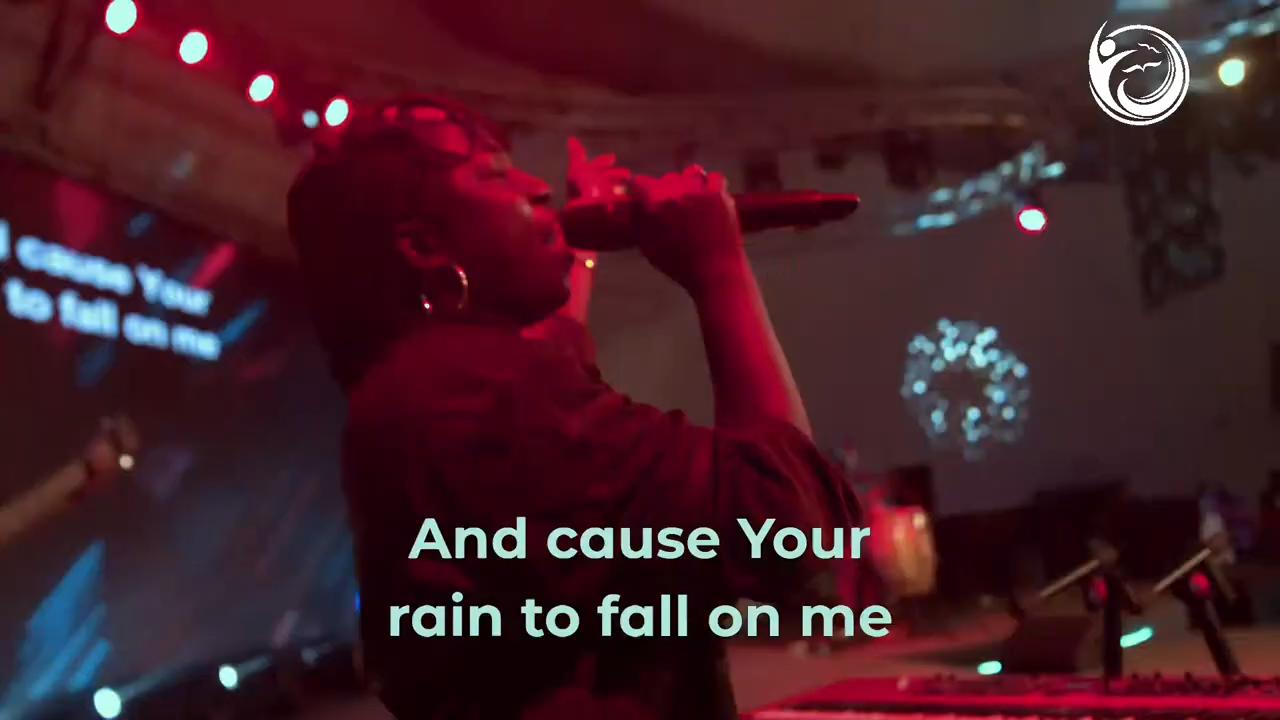 And cause Your
rain to fall on me
cause Your
to fall on me